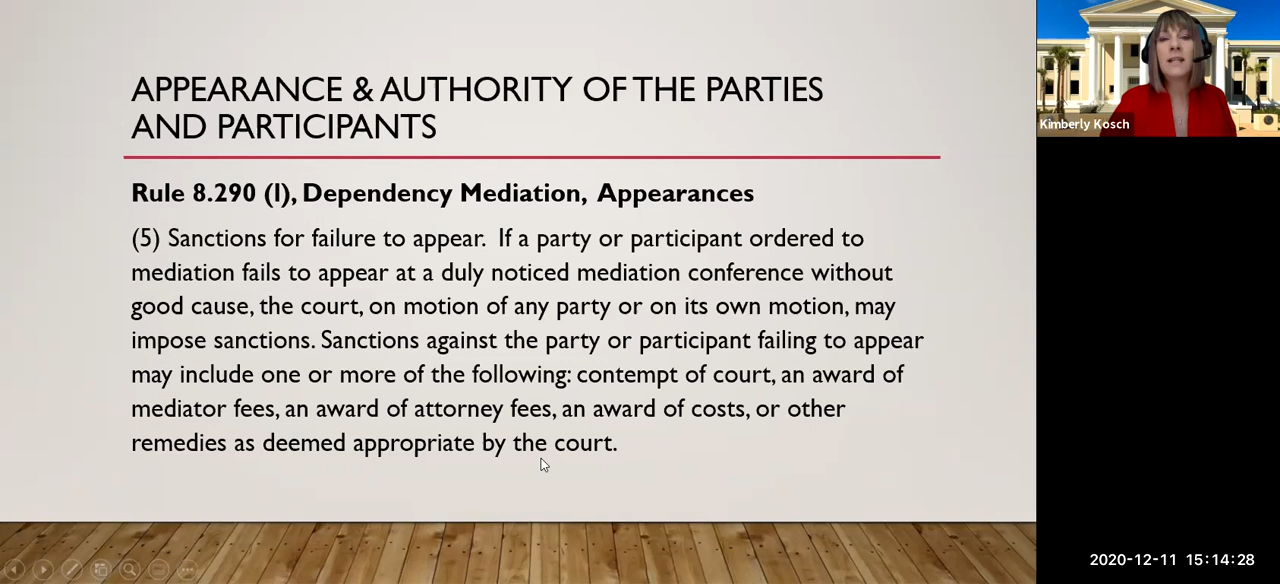 APPEARANCE & AUTHORITY OF THE PARTIES
AND PARTICIPANTS
Rule 8.290 (l), Dependency Mediation, Appearances
(5) Sanctions for failure to appear. If a party or participant ordered to
mediation fails to appear at a duly noticed mediation conference without
good cause, the court, on motion of any party or on its own motion, may
impose sanctions. Sanctions against the party or participant failing to appear
may include one or more of the following: contempt of court, an award of
mediator fees, an award of attorney fees, an award of costs, or other
remedies as deemed appropriate by the court.
Kimberly Kosch
2020-12-11 15:14:28